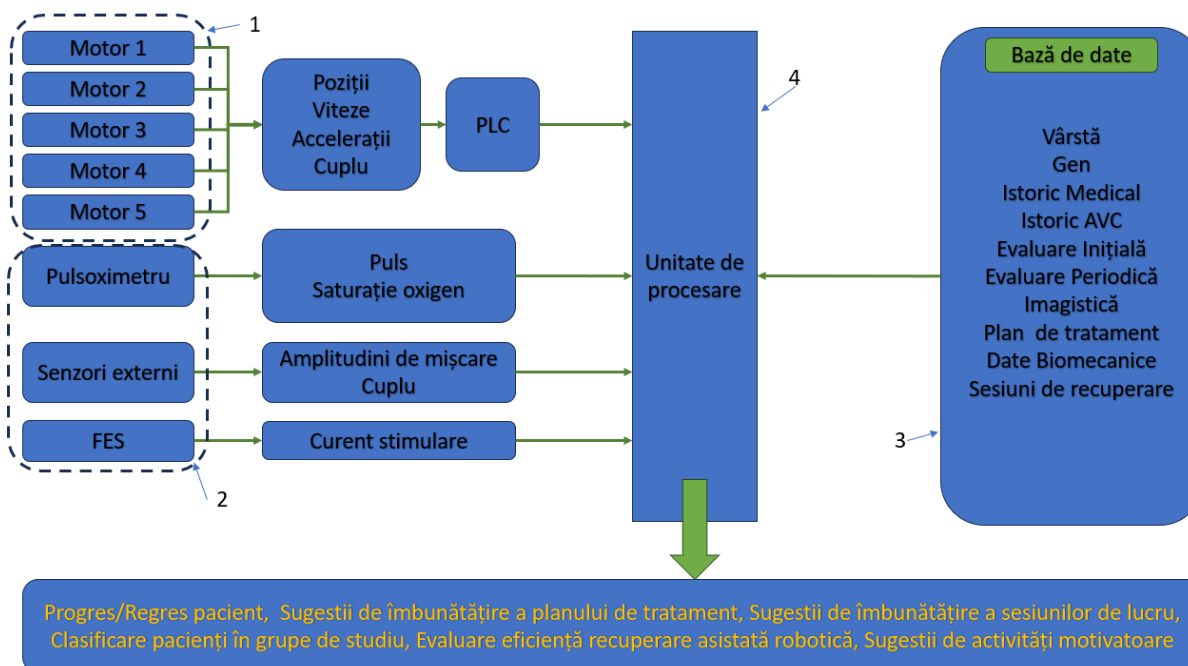 1
Motor 1
Motor 2
Motor 3
Motor 4
Motor 5
Poziții
Viteze
Accelerații
Cuplu
PLC
Pulsoximetru
Puls
Saturație oxigen
Senzori externi
Amplitudini de mișcare
Cuplu
FES
Curent stimulare
2
Unitate de
procesare
4
Bază de date
Vârstă
Gen
Istoric Medical
Istoric AVC
Evaluare Inițială
Evaluare Periodică
Imagistică
Plan de tratament
Date Biomecanice
Sesiuni de recuperare
3
Progres/Regres pacient, Sugestii de îmbunătățire a planului de tratament, Sugestii de îmbunătățire a sesiunilor de lucru,
Clasificare pacienți în grupe de studiu, Evaluare eficiență recuperare asistată robotică, Sugestii de activități motivatoare